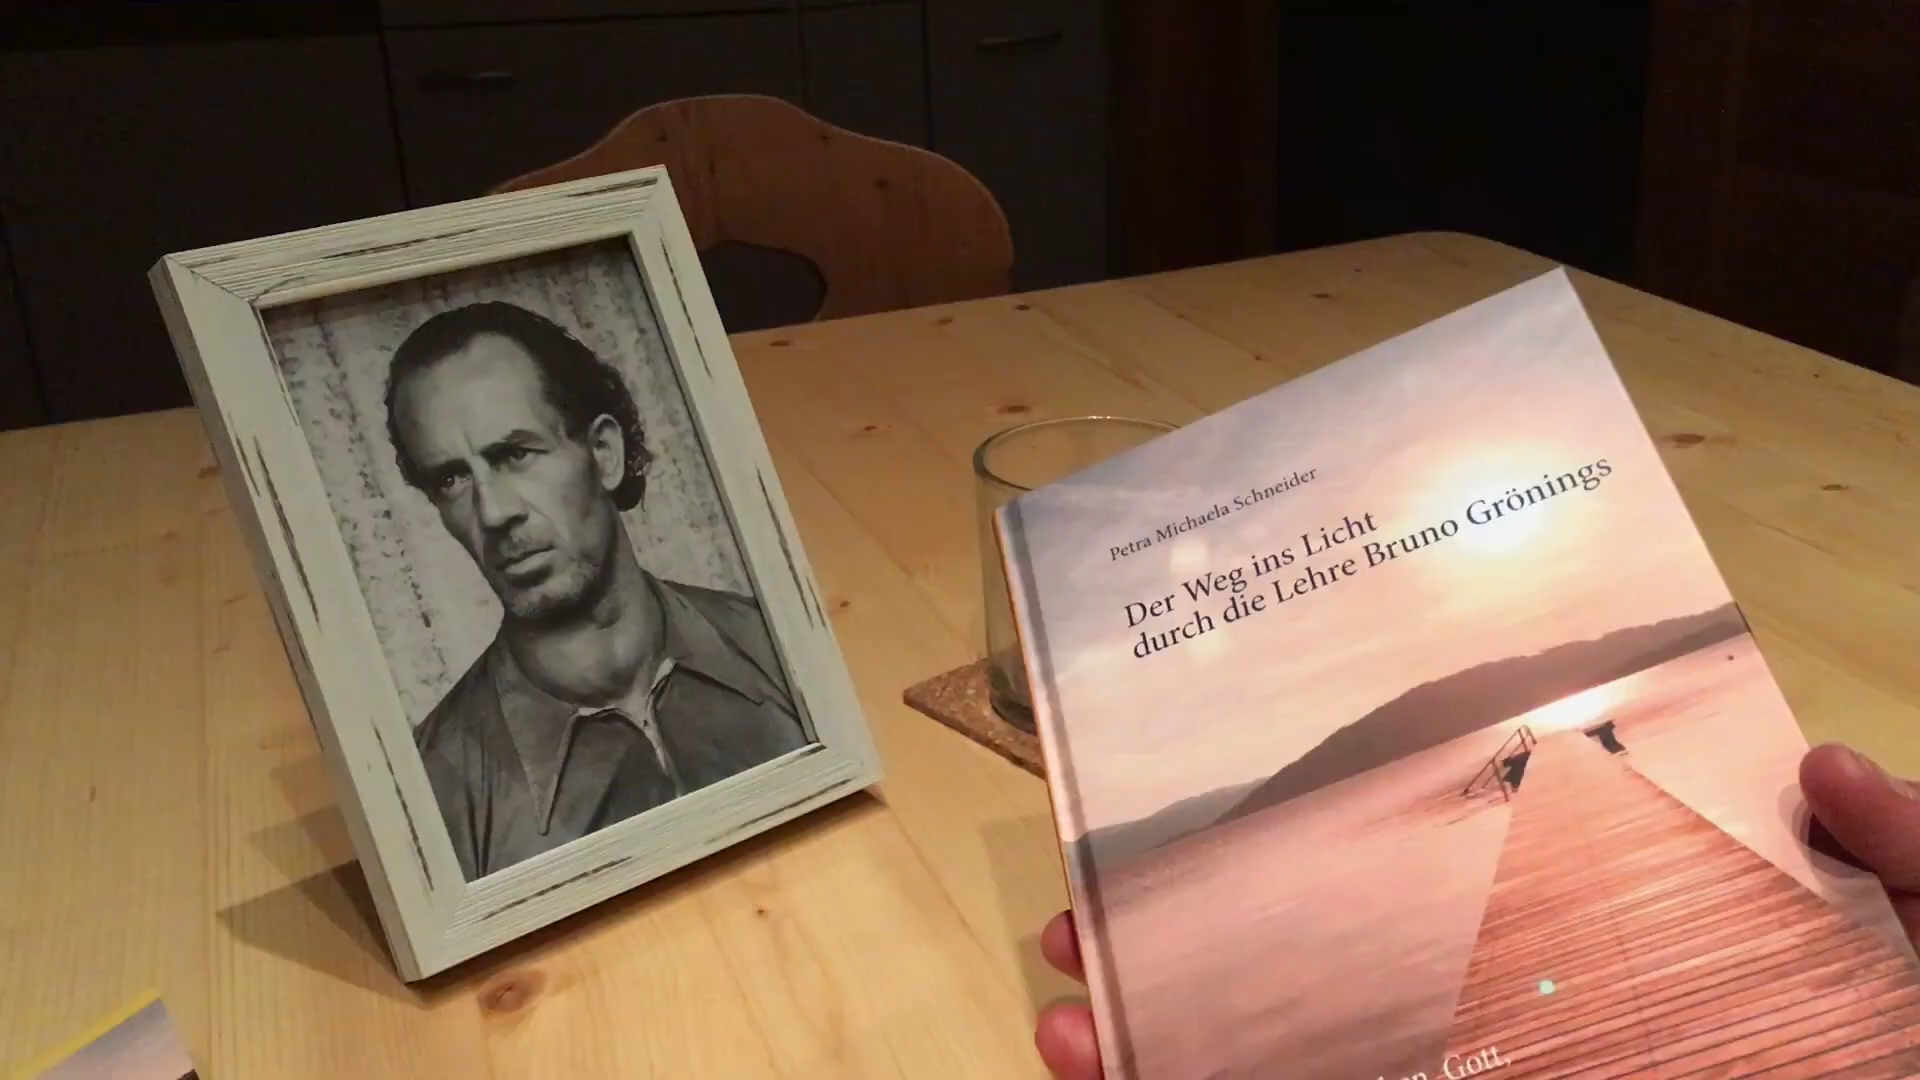 Petra Michaela Schneider
Der Weg ins Licht
durch die Lehre Bruno Grönings
Gott,